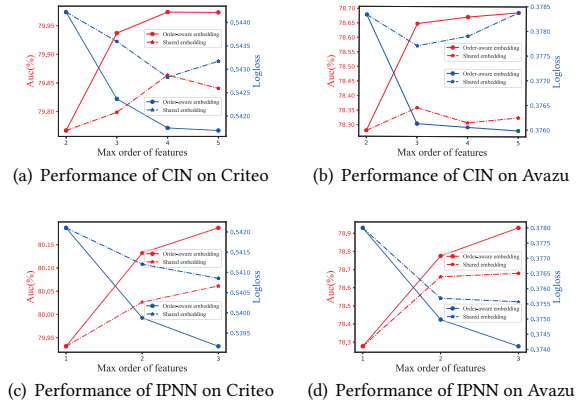 Auc(%)
79.95
79.90
79.85
79.80
Order-aware embedding
Shared embedding
Order-aware embedding
Shared embedding
0.5440
0.5430
0.5420
Logloss
2 3 4 5
Max order of features
(a) Performance of CIN on Criteo
Auc(%)
78.70
78.65
78.60
78.55
78.50
78.45
78.40
78.35
78.30
Order-aware embedding
Shared embedding
Order-aware embedding
Shared embedding
0.3785
0.3780
0.3775
0.3770
0.3765
0.3760
Logloss
2 3 4 5
Max order of features
(b) Performance of CIN on Avazu
Auc(%)
80.15
80.10
80.05
80.00
79.95
Order-aware embedding
Shared embedding
Order-aware embedding
Shared embedding
0.5420
0.5410
0.5400
0.5395
Logloss
1 2 3
Max order of features
(c) Performance of IPNN on Criteo
Auc(%)
78.9
78.8
78.7
78.6
78.5
78.4
78.3
Order-aware embedding
Shared embedding
Order-aware embedding
Shared embedding
0.3780
0.3775
0.3770
0.3765
0.3760
0.3755
0.3750
0.3745
0.3740
Logloss
1 2 3
Max order of features
(d) Performance of IPNN on Avazu